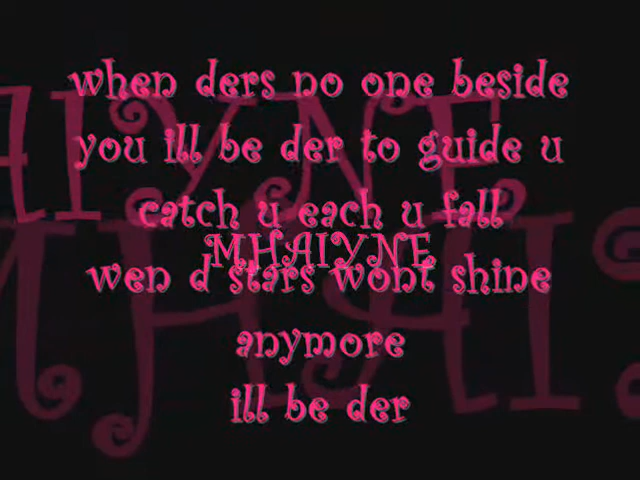 when ders no one beside
you ill be der to guide u
catch u each u fall
MHAIYNE
wen d stars wont shine
anymore
ill be der